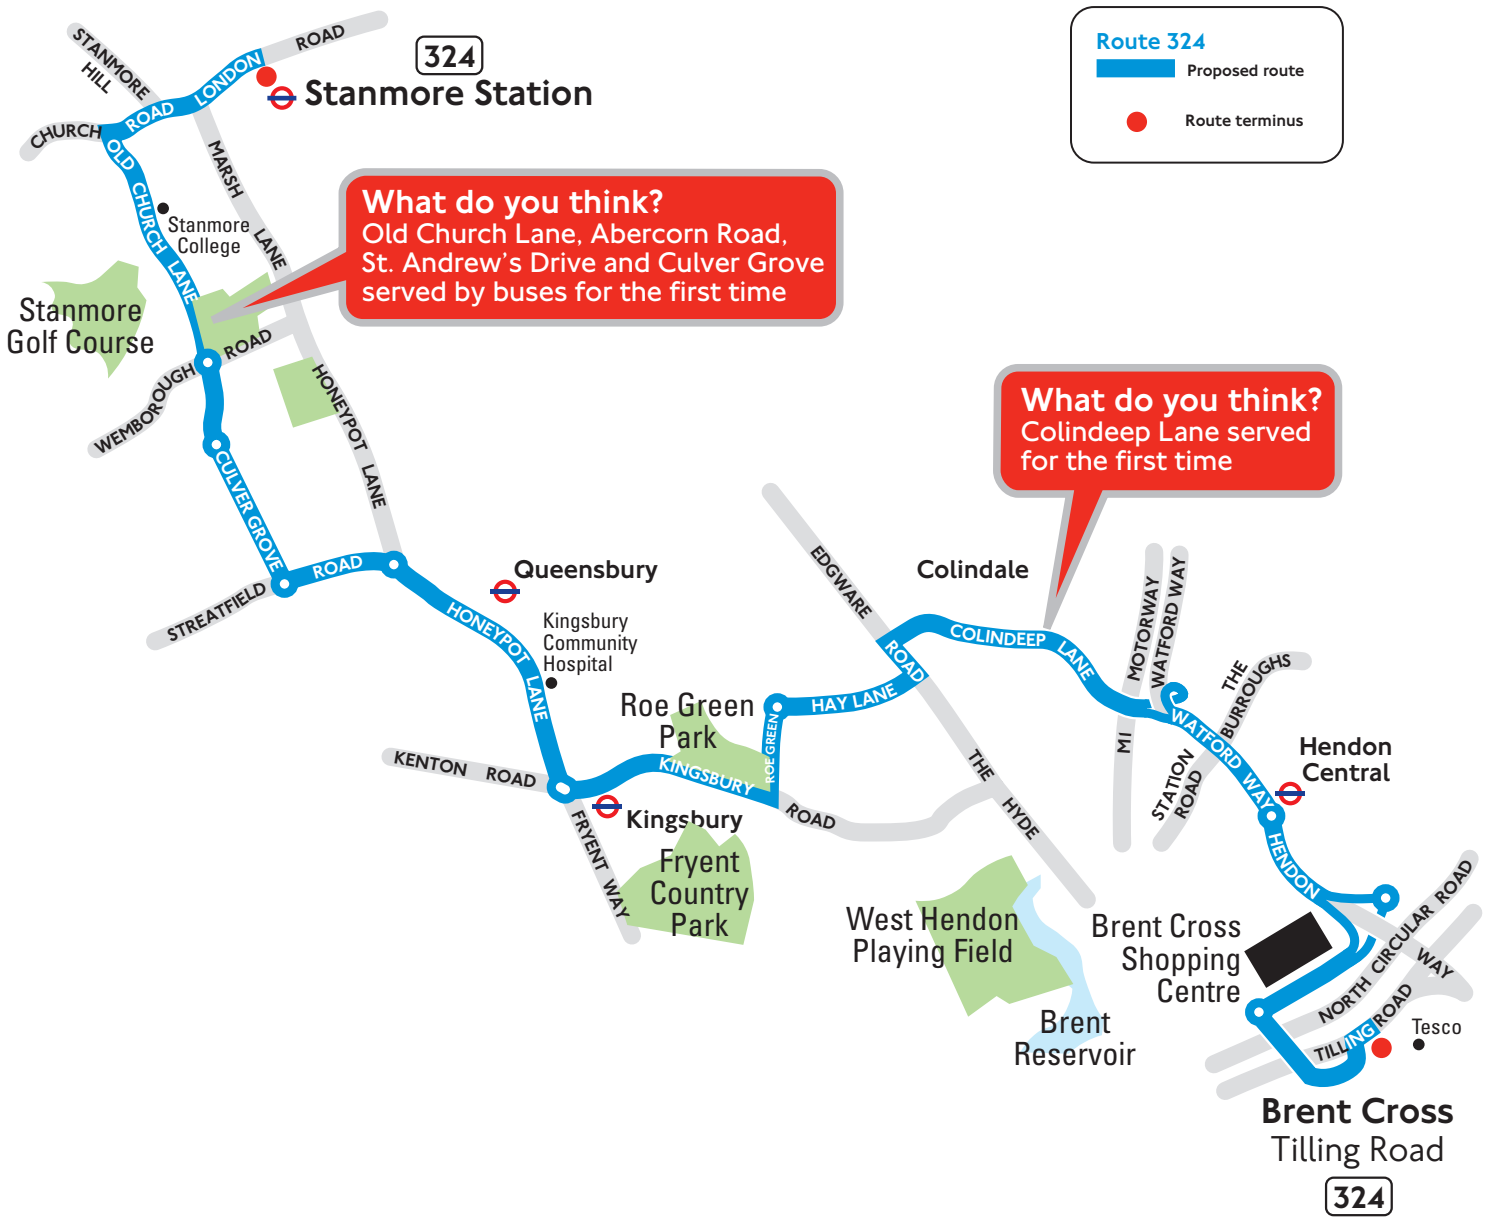 STANMORE
HILL
ROAD
324
Stanmore Station
LONDON
ROAD
CHURCH
OLD CHURCH LANE
MARSH LANE
Stanmore
College
Stanmore
Golf Course
What do you think?
Old Church Lane, Abercorn Road,
St. Andrew's Drive and Culver Grove
served by buses for the first time
Route 324
Proposed route
Route terminus
WEMBOROUGH ROAD
HONEYPOT LANE
CULVER GROVE
STREATFIELD ROAD
HONEYPOT LANE
Queensbury
Kingsbury
Community
Hospital
What do you think?
Colindeep Lane served
for the first time
Colindale
EDGWARE ROAD
COLINDEEP LANE
MOTORWAY
M1
WATFORD WAY
THE
BURROUGHS
WATFORD WAY
STATION
ROAD
Hendon
Central
Roe Green
Park
ROE GREEN
HAY LANE
THE HYDE
KENTON ROAD
KINGSBURY ROAD
Kingsbury
FRYENT WAY
Fryent
Country
Park
West Hendon
Playing Field
Brent
Reservoir
HENDON WAY
Brent Cross
Shopping
Centre
NORTH CIRCULAR ROAD
TILLING ROAD
Tesco
Brent Cross
Tilling Road
324